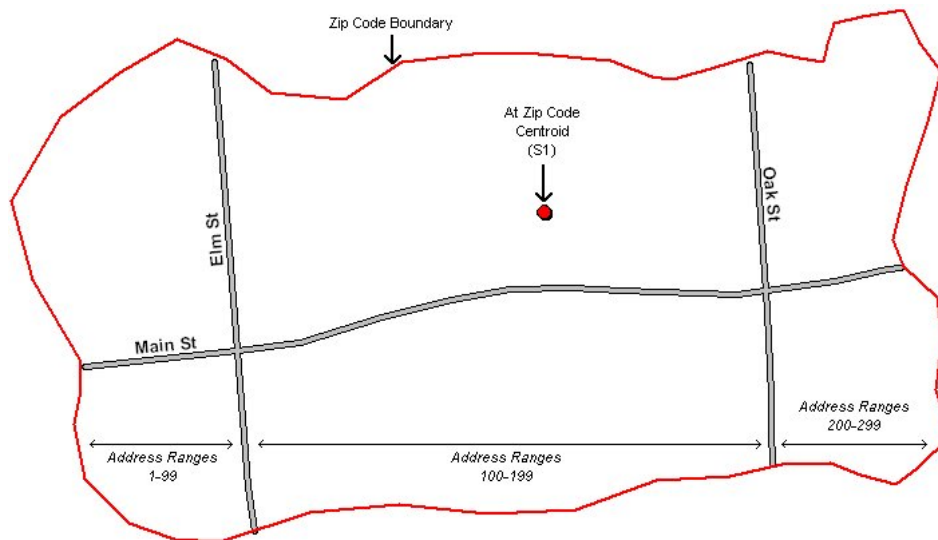 Zip Code Boundary
At Zip Code
Centroid
(S1)
Elm St
Oak St
Main St
Address Ranges
1-99
Address Ranges
100-199
Address Ranges
200-299